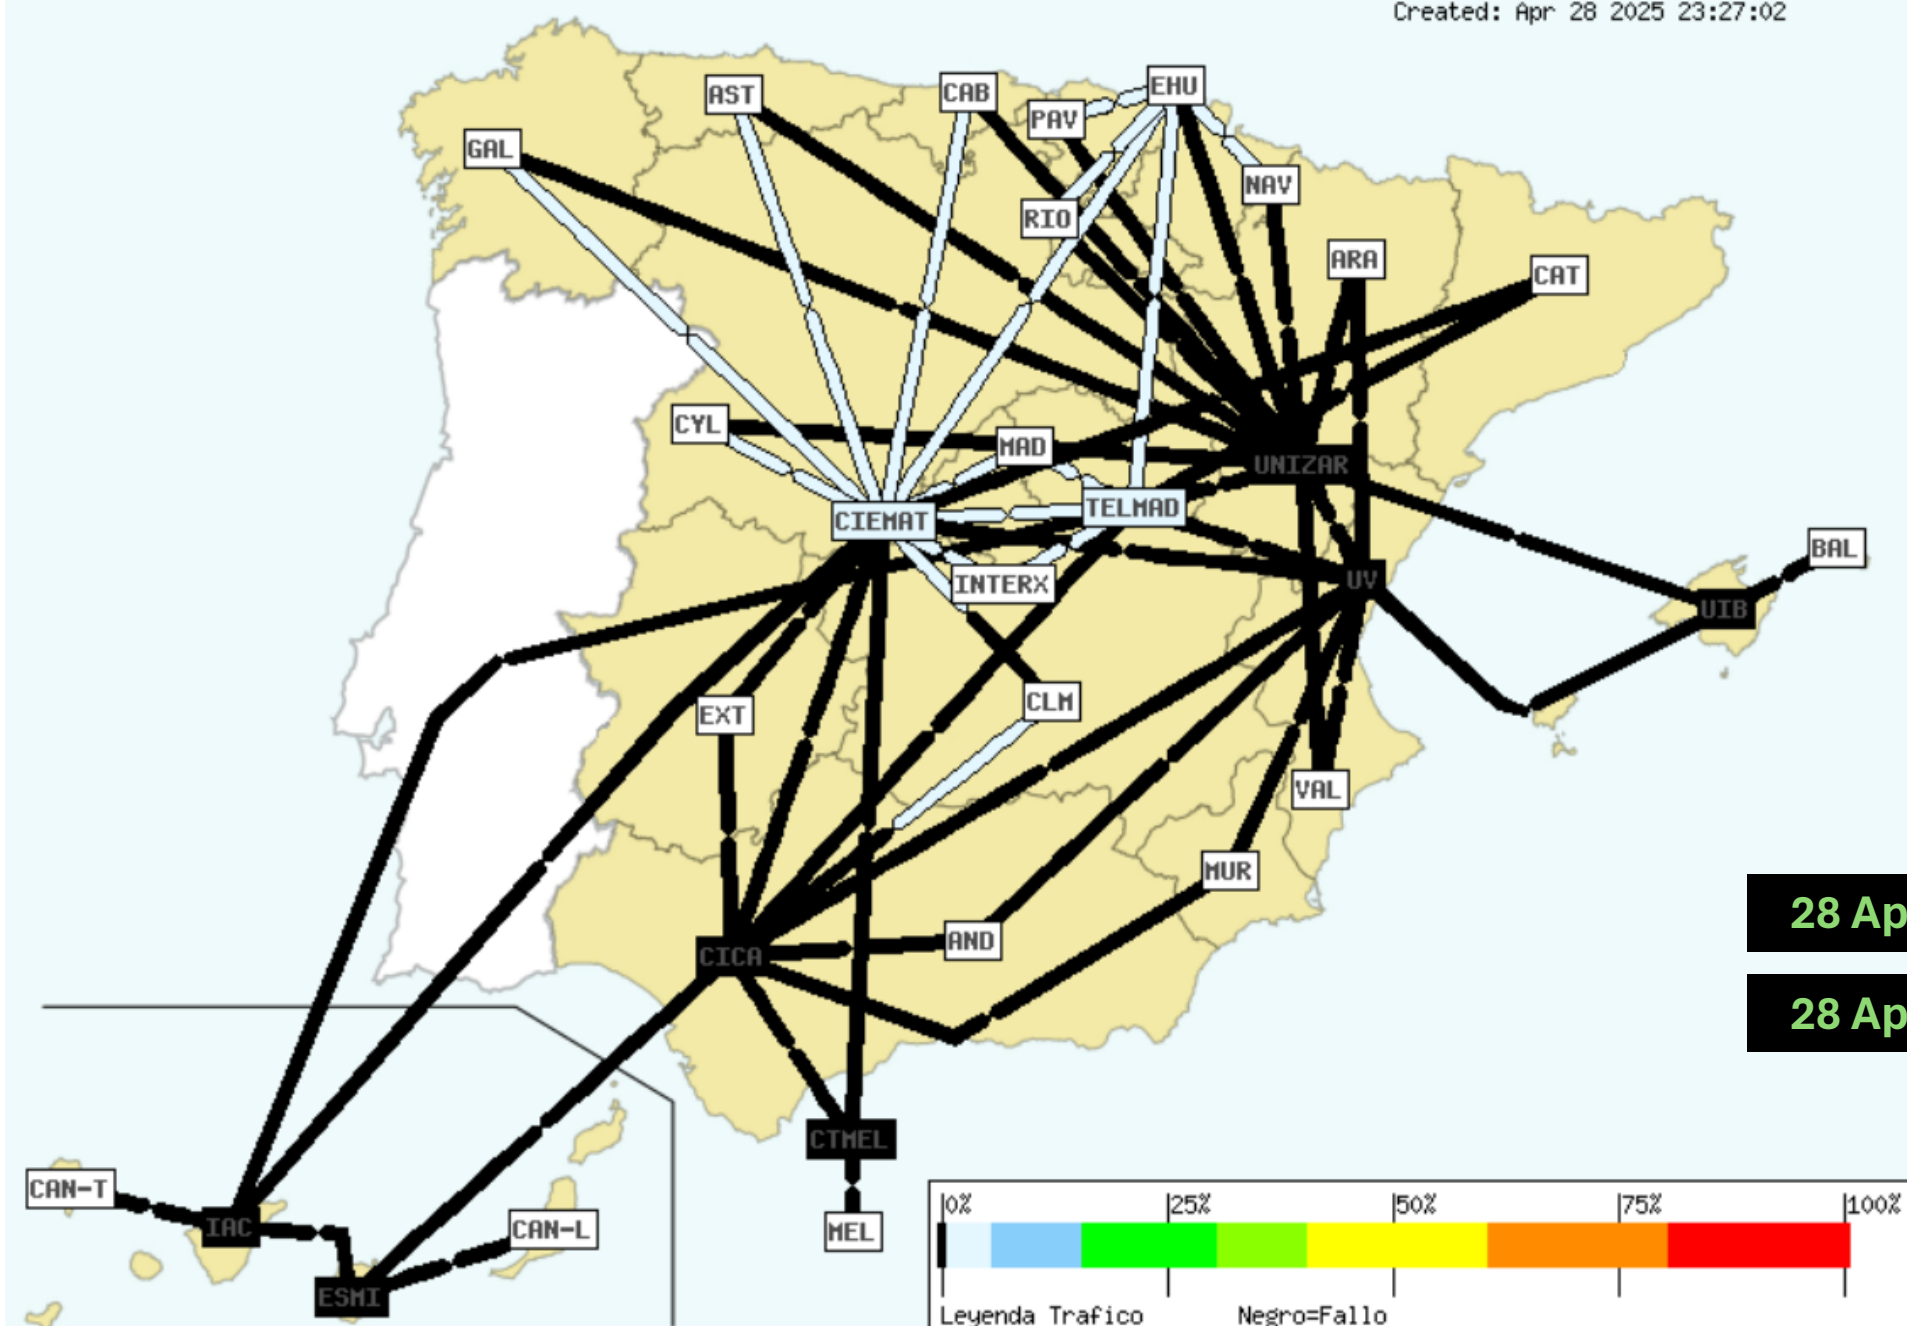 Created: Apr 28 2025 23:27:02
EHU
AST
CAB
PAV
GAL
NAV
RIO
ARA
CAT
CYL
MAD
UNIZAR
TELMAD
CIEMAT
BAL
INTERX
UV
UIB
CLM
EXT
VAL
MUR
28 Ap
AND
CICA
28 Ap
CTMEL
CAN-T
IAC
CAN-L
MEL
0% 25% 50% 75% 100%
ESMI
Leyenda Trafico Negro=Fallo